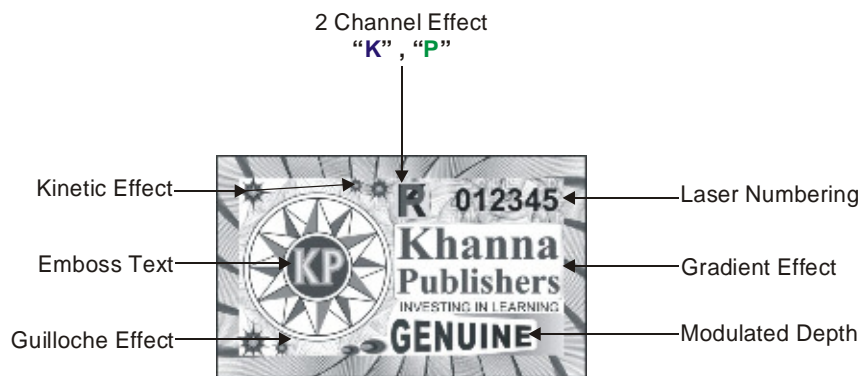 2 Channel Effect
“K” , “P”
Kinetic Effect
Emboss Text
Guilloche Effect
012345
KP
Khanna
Publishers
INVESTING IN LEARNING
GENUINE
Laser Numbering
Gradient Effect
Modulated Depth